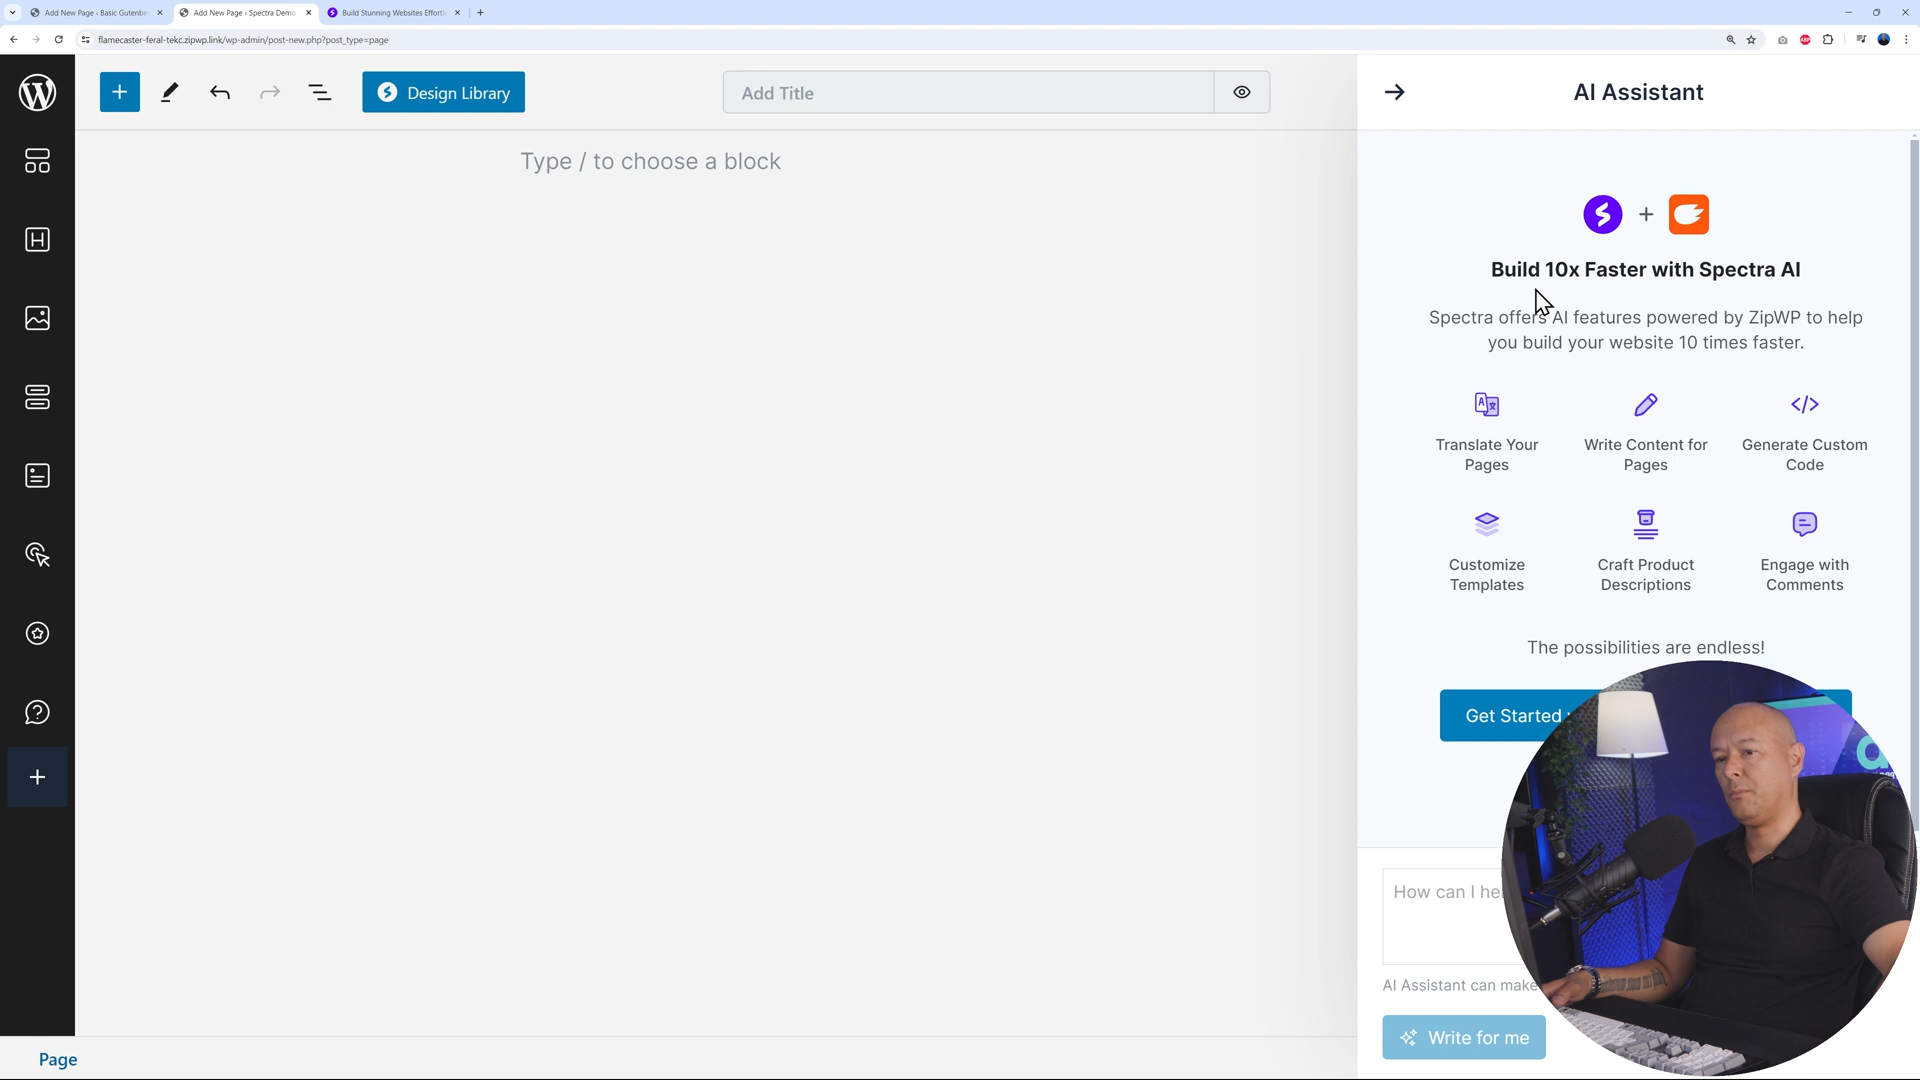 Add New Page ‹ Basic Gutenbe
Add New Page ‹ Spectra Demo
Build Stunning Websites Effortl
flamecaster-feral-tekc.zipwp.link/wp-admin/post-new.php?post_type=page
Design Library
Add Title
AI Assistant
Type / to choose a block
Build 10x Faster with Spectra AI
Spectra offers AI features powered by ZipWP to help
you build your website 10 times faster.
Translate Your
Pages
Write Content for
Pages
Generate Custom
Code
Customize
Templates
Craft Product
Descriptions
Engage with
Comments
The possibilities are endless!
Get Started
How can I he
AI Assistant can make
Write for me
Page